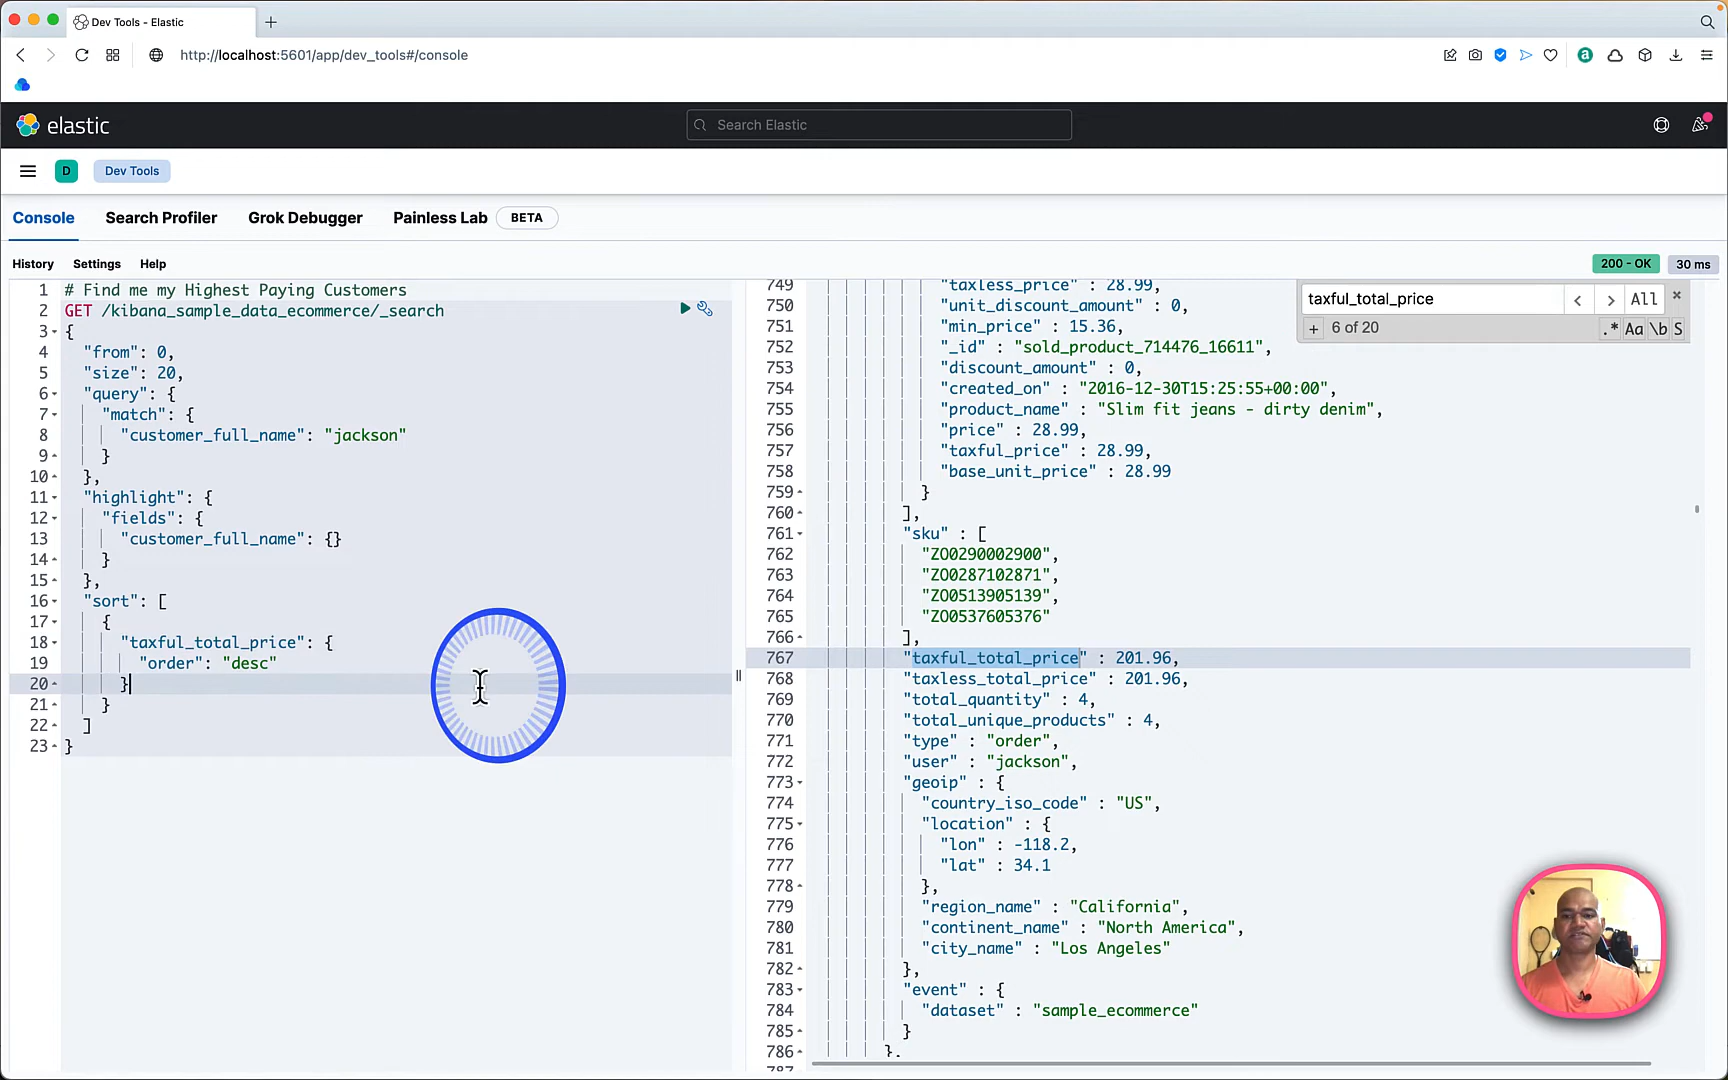 Dev Tools - Elastic
http://localhost:5601/app/dev_tools#/console
elastic
Search Elastic
D
Dev Tools
Console
Search Profiler
Grok Debugger
Painless Lab
BETA
History
Settings
Help
200 - OK
30 ms
1 # Find me my Highest Paying Customers
2 GET /kibana_sample_data_ecommerce/_search
3 {
4 "from": 0,
5 "size": 20,
6 "query": {
7 "match": {
8 "customer_full_name": "jackson"
9 }
10 },
11 "highlight": {
12 "fields": {
13 "customer_full_name": {}
14 }
15 },
16 "sort": [
17 {
18 "taxful_total_price": {
19 "order": "desc"
20 }
21 }
22 ]
23 }
749 "taxless_price" : 28.99,
750 "unit_discount_amount" : 0,
751 "min_price" : 15.36,
752 "_id" : "sold_product_714476_16611",
753 "discount_amount" : 0,
754 "created_on" : "2016-12-30T15:25:55+00:00",
755 "product_name" : "Slim fit jeans - dirty denim",
756 "price" : 28.99,
757 "taxful_price" : 28.99,
758 "base_unit_price" : 28.99
759 }
760 ],
761 "sku" : [
762 "ZO0290002900",
763 "ZO0287102871",
764 "ZO0513905139",
765 "ZO0537605376"
766 ],
767 "taxful_total_price" : 201.96,
768 "taxless_total_price" : 201.96,
769 "total_quantity" : 4,
770 "total_unique_products" : 4,
771 "type" : "order",
772 "user" : "jackson",
773 "geoip" : {
774 "country_iso_code" : "US",
775 "location" : {
776 "lon" : -118.2,
777 "lat" : 34.1
778 },
779 "region_name" : "California",
780 "continent_name" : "North America",
781 "city_name" : "Los Angeles"
782 },
783 "event" : {
784 "dataset" : "sample_ecommerce"
785 }
786 },
787
taxful_total_price
All
6 of 20
.* Aa \b S